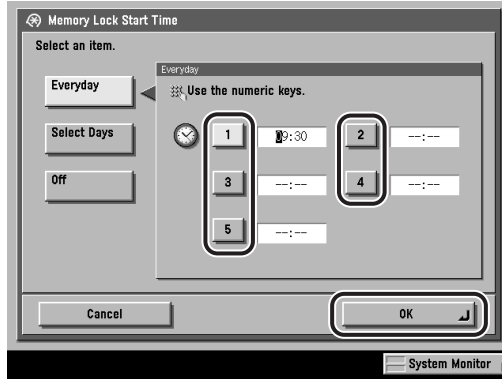 Memory Lock Start Time
Select an item.
Everyday
Everyday
Use the numeric keys.
1 09:30 2 --:--
Select Days
Off
3 --:-- 4 --:--
5 --:--
Cancel OK
System Monitor